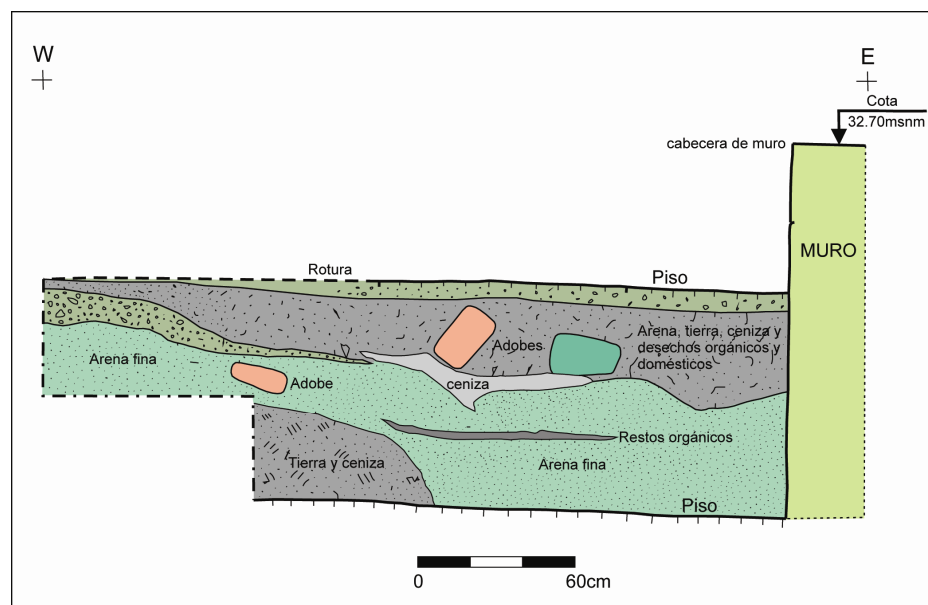 W
E
Cota
32.70msnm
cabecera de muro
MURO
Rotura
Piso
Arena, tierra, ceniza y
desechos orgánicos y
domésticos
Adobes
Arena fina
ceniza
Adobe
Restos orgánicos
Tierra y ceniza
Arena fina
Piso
0
60cm